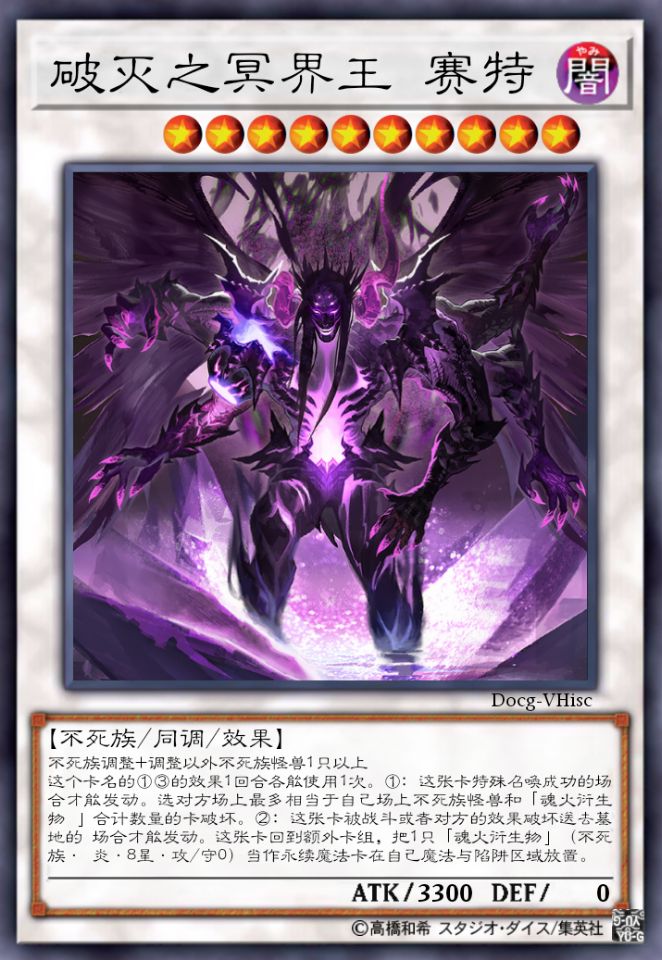 破灭之冥界王 赛特
やみ
闇
Docg-VHisc
【不死族/同调/效果】
不死族调整+调整以外不死族怪兽1只以上
这个卡名的①③的效果1回合各能使用1次。①：这张卡特殊召唤成功的场
合才能发动。选对方场上最多相当于自己场上不死族怪兽和「魂火衍生
物 」合计数量的卡破坏。②：这张卡被战斗或者对方的效果破坏送去墓
地的 场合才能发动。这张卡回到额外卡组，把1只「魂火衍生物」（不死
族· 炎·8星·攻/守0）当作永续魔法卡在自己魔法与陷阱区域放置。
ATK/3300 DEF/ 0
©高橋和希 スタジオ・ダイス/集英社